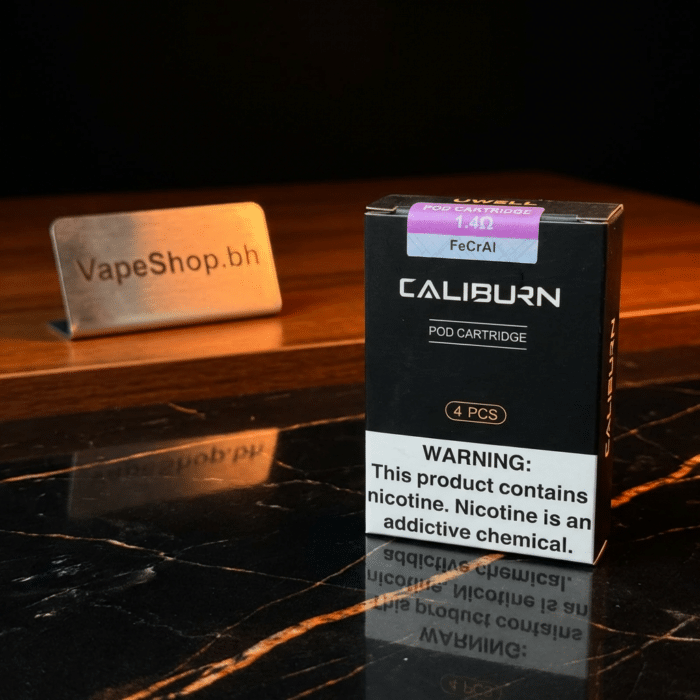 VapeShop.bh
UWELL
POD CARTRIDGE
1.4Ω
FeCrAl
CALIBURN
POD CARTRIDGE
4 PCS
WARNING:
This product contains
nicotine. Nicotine is an
addictive chemical.
CALIBURN